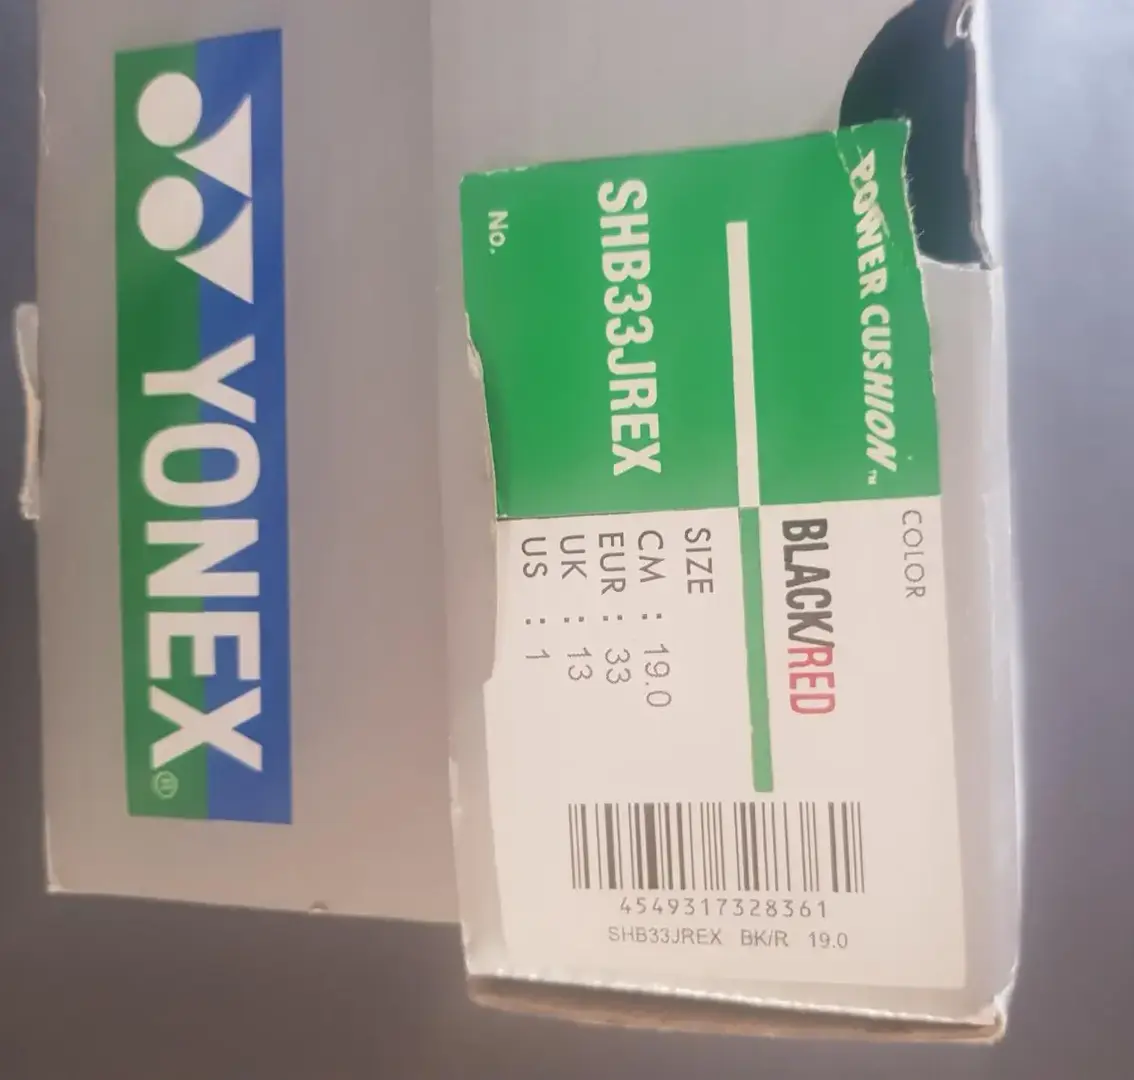 YONEX®
POWER CUSHION™
No.
SHB33JREX
COLOR
BLACK/RED
SIZE
CM : 19.0
EUR : 33
UK : 13
US : 1
4549317328361
SHB33JREX BK/R 19.0